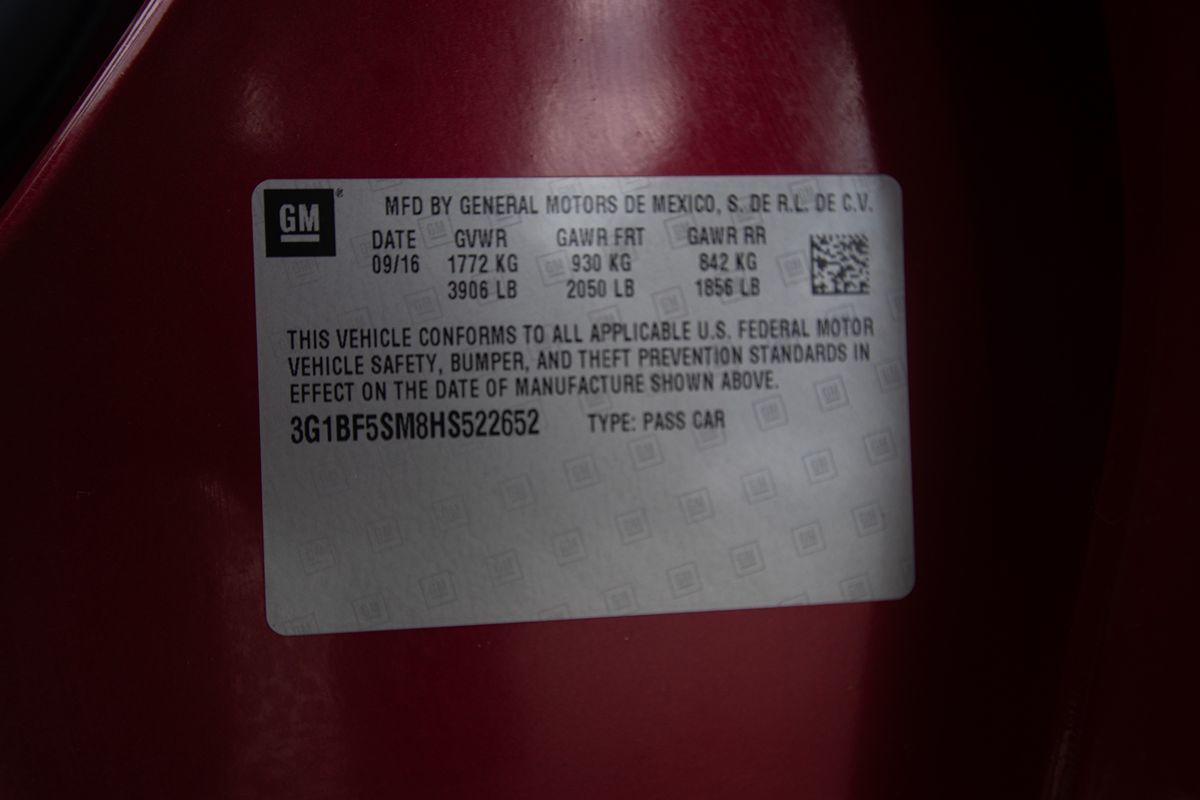 GM
MFD BY GENERAL MOTORS DE MEXICO, S. DE R.L. DE C.V.
DATE GVWR GAWR FRT GAWR RR
09/16 1772 KG 930 KG 842 KG
3906 LB 2050 LB 1856 LB
THIS VEHICLE CONFORMS TO ALL APPLICABLE U.S. FEDERAL MOTOR
VEHICLE SAFETY, BUMPER, AND THEFT PREVENTION STANDARDS IN
EFFECT ON THE DATE OF MANUFACTURE SHOWN ABOVE.
3G1BF5SM8HS522652 TYPE: PASS CAR